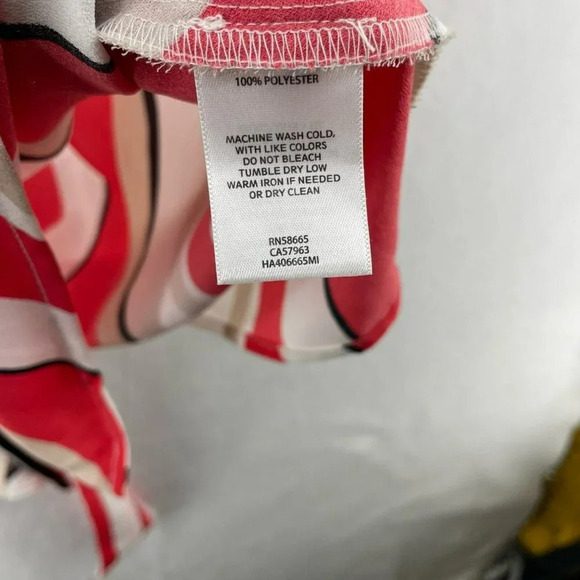 100% POLYESTER
MACHINE WASH COLD,
WITH LIKE COLORS
DO NOT BLEACH
TUMBLE DRY LOW
WARM IRON IF NEEDED
OR DRY CLEAN
RN58665
CA57963
HA406665MI